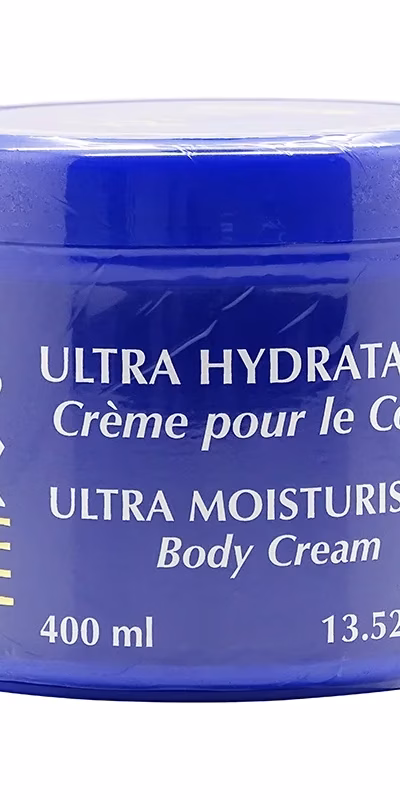 ULTRA HYDRATA
Crème pour le Co
ULTRA MOISTURIS
Body Cream
400 ml 13.52